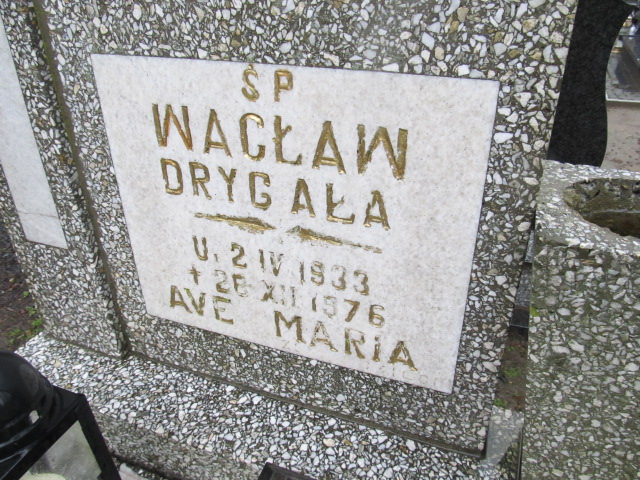 ŚP
WACŁAW
DRYGAŁA
U. 2 IV 1933
+ 26 XII 1976
AVE MARIA